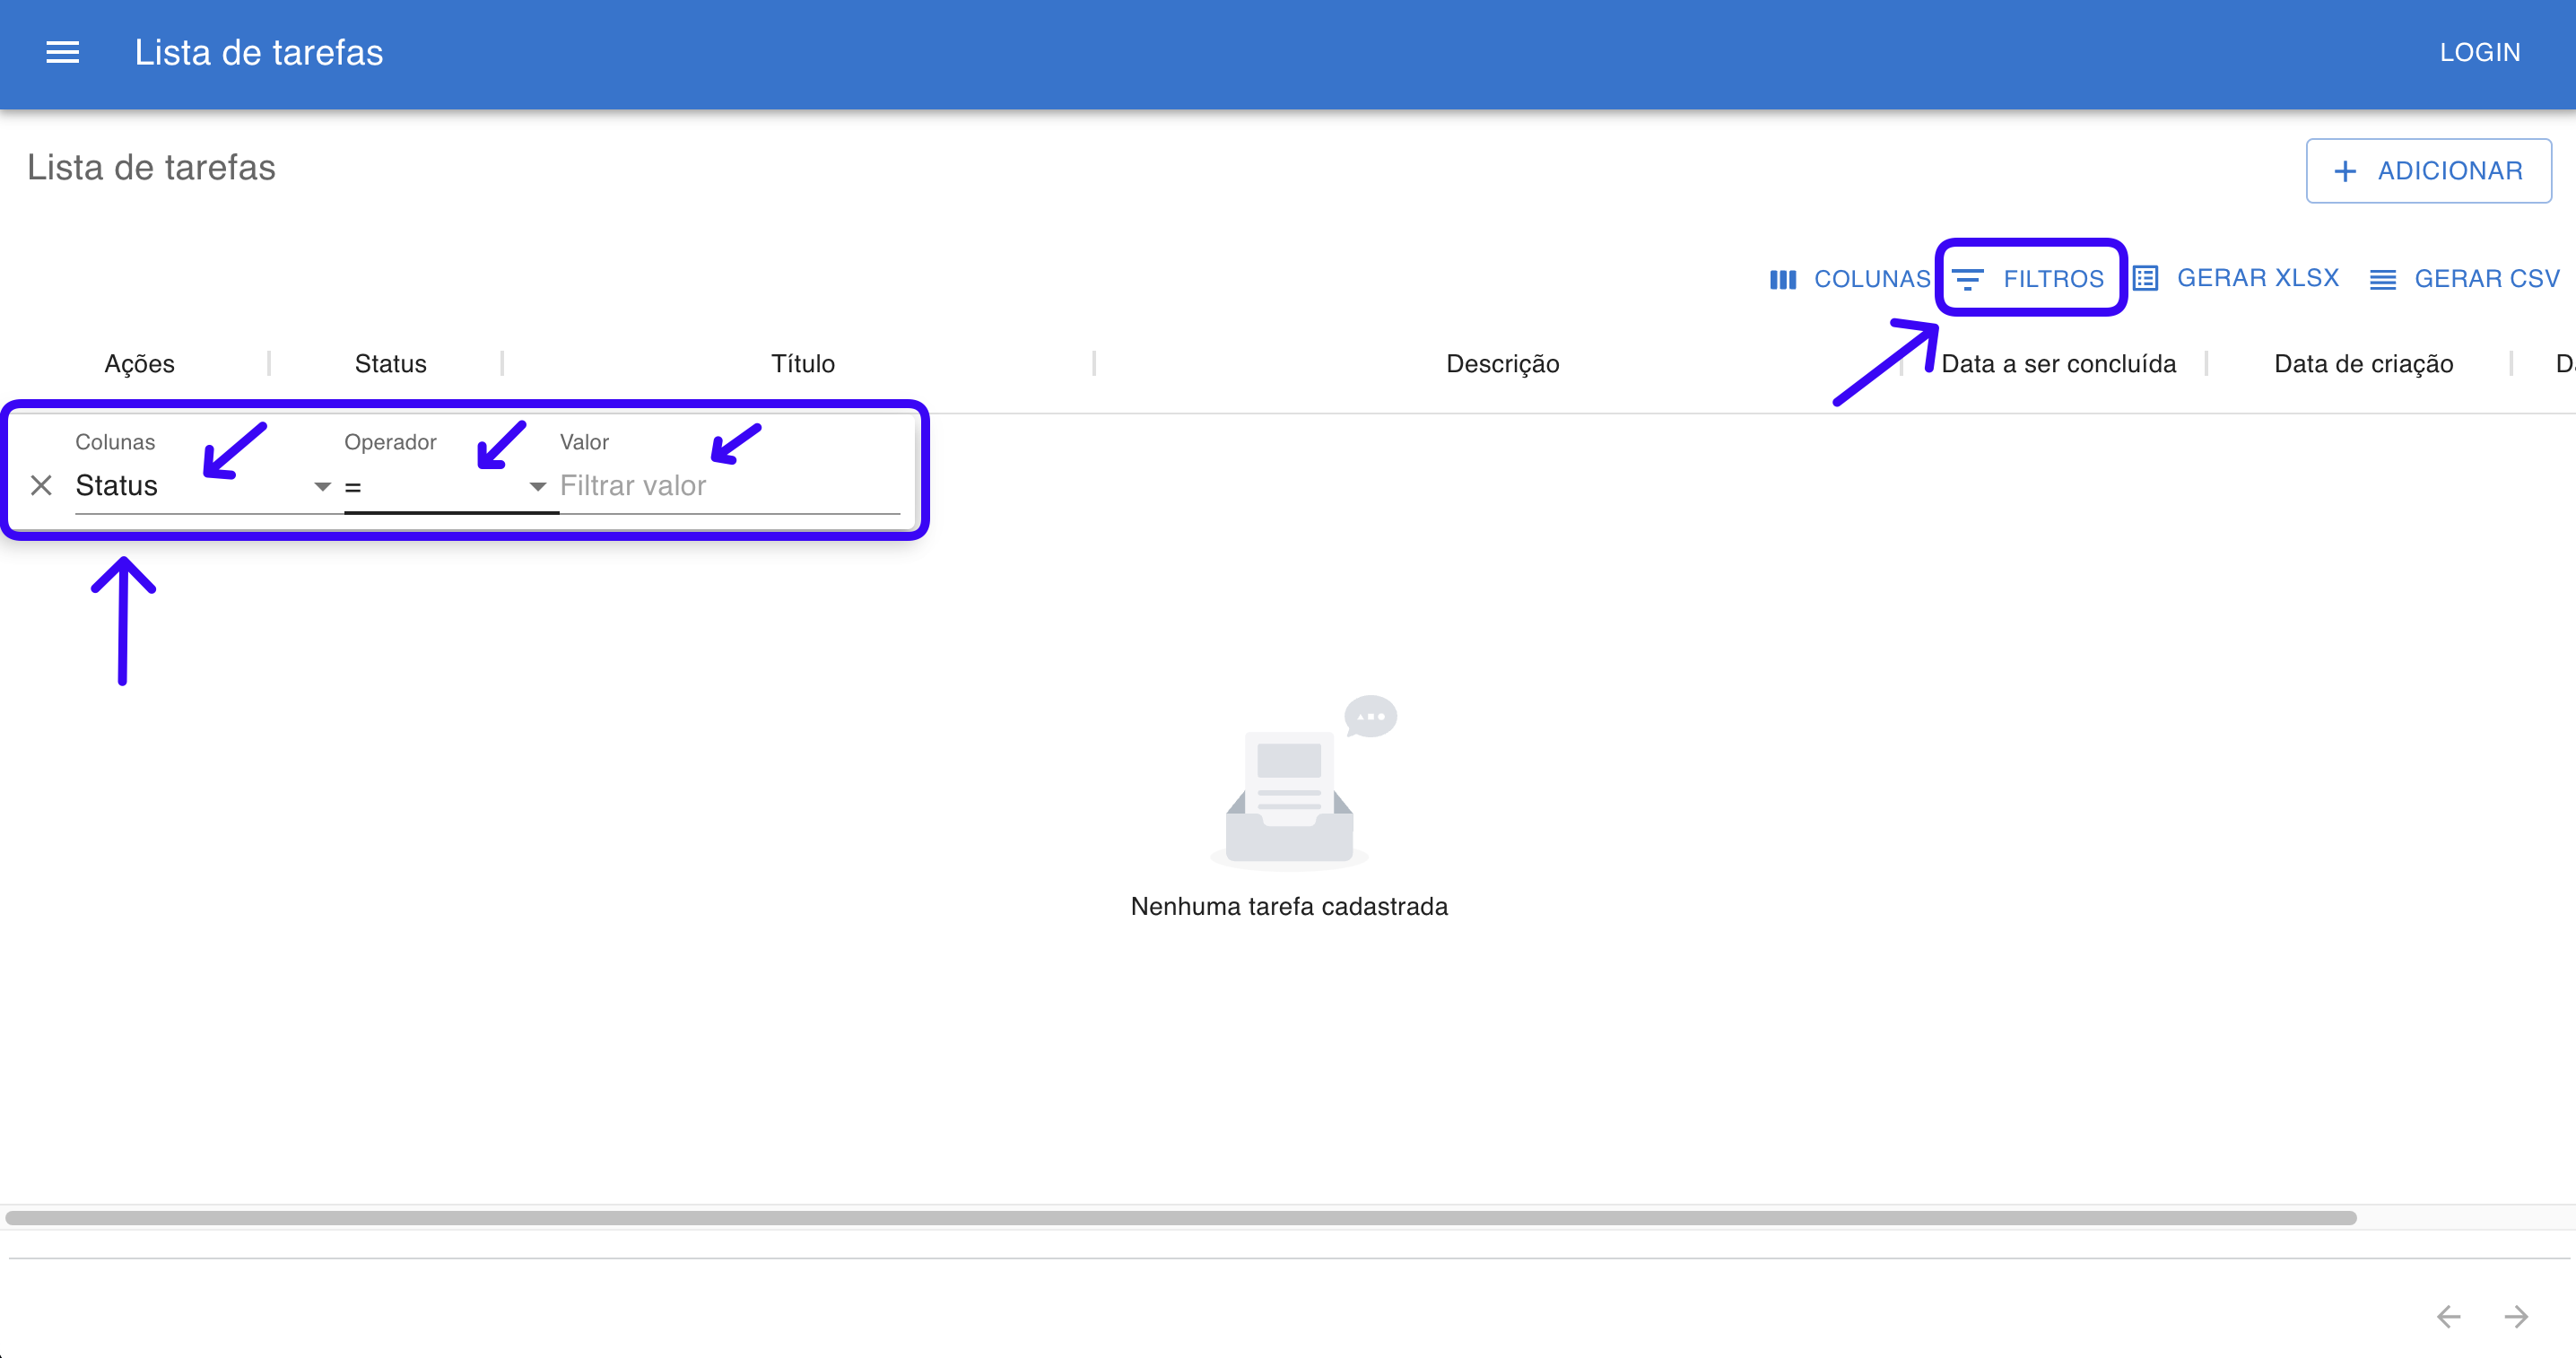 Lista de tarefas
LOGIN
Lista de tarefas
ADICIONAR
COLUNAS FILTROS GERAR XLSX GERAR CSV
Ações Status Título Descrição Data a ser concluída Data de criação
Colunas Operador Valor
Status = Filtrar valor
Nenhuma tarefa cadastrada